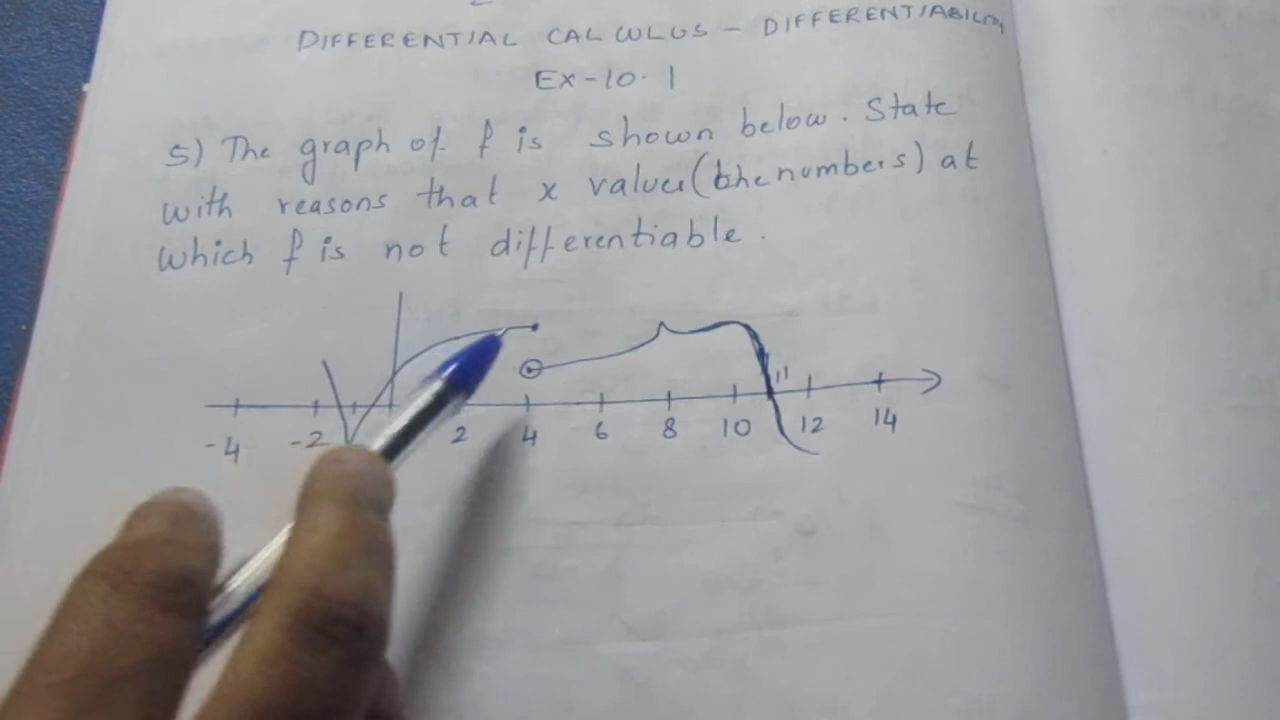 DIFFERENTIAL CALCULUS - DIFFERENTIABILITY
Ex-10.1
5) The graph of f is shown below. State
with reasons that x values (the numbers) at
which f is not differentiable.
11
-4 -2 2 4 6 8 10 12 14